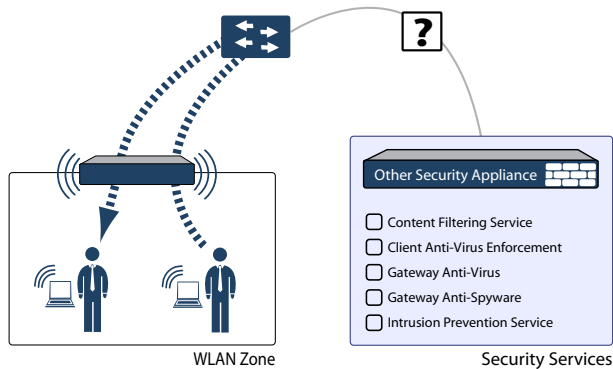 ?
Other Security Appliance
Content Filtering Service
Client Anti-Virus Enforcement
Gateway Anti-Virus
Gateway Anti-Spyware
Intrusion Prevention Service
WLAN Zone
Security Services